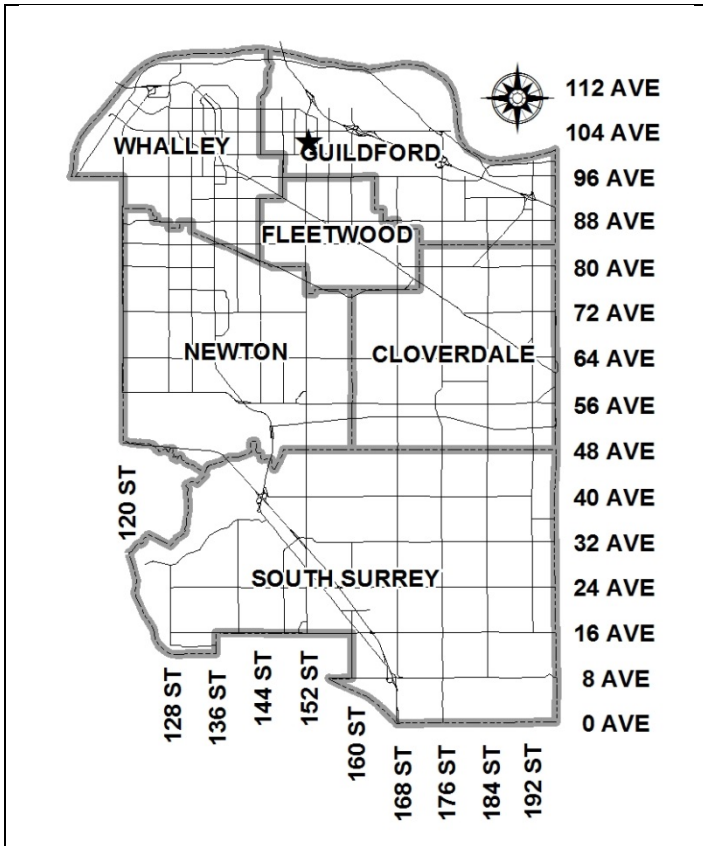 112 AVE
104 AVE
WHALLEY
GUILDFORD
96 AVE
88 AVE
FLEETWOOD
80 AVE
72 AVE
NEWTON
CLOVERDALE
64 AVE
56 AVE
48 AVE
120 ST
40 AVE
32 AVE
SOUTH SURREY
24 AVE
16 AVE
128 ST
136 ST
144 ST
152 ST
160 ST
8 AVE
0 AVE
168 ST
176 ST
184 ST
192 ST